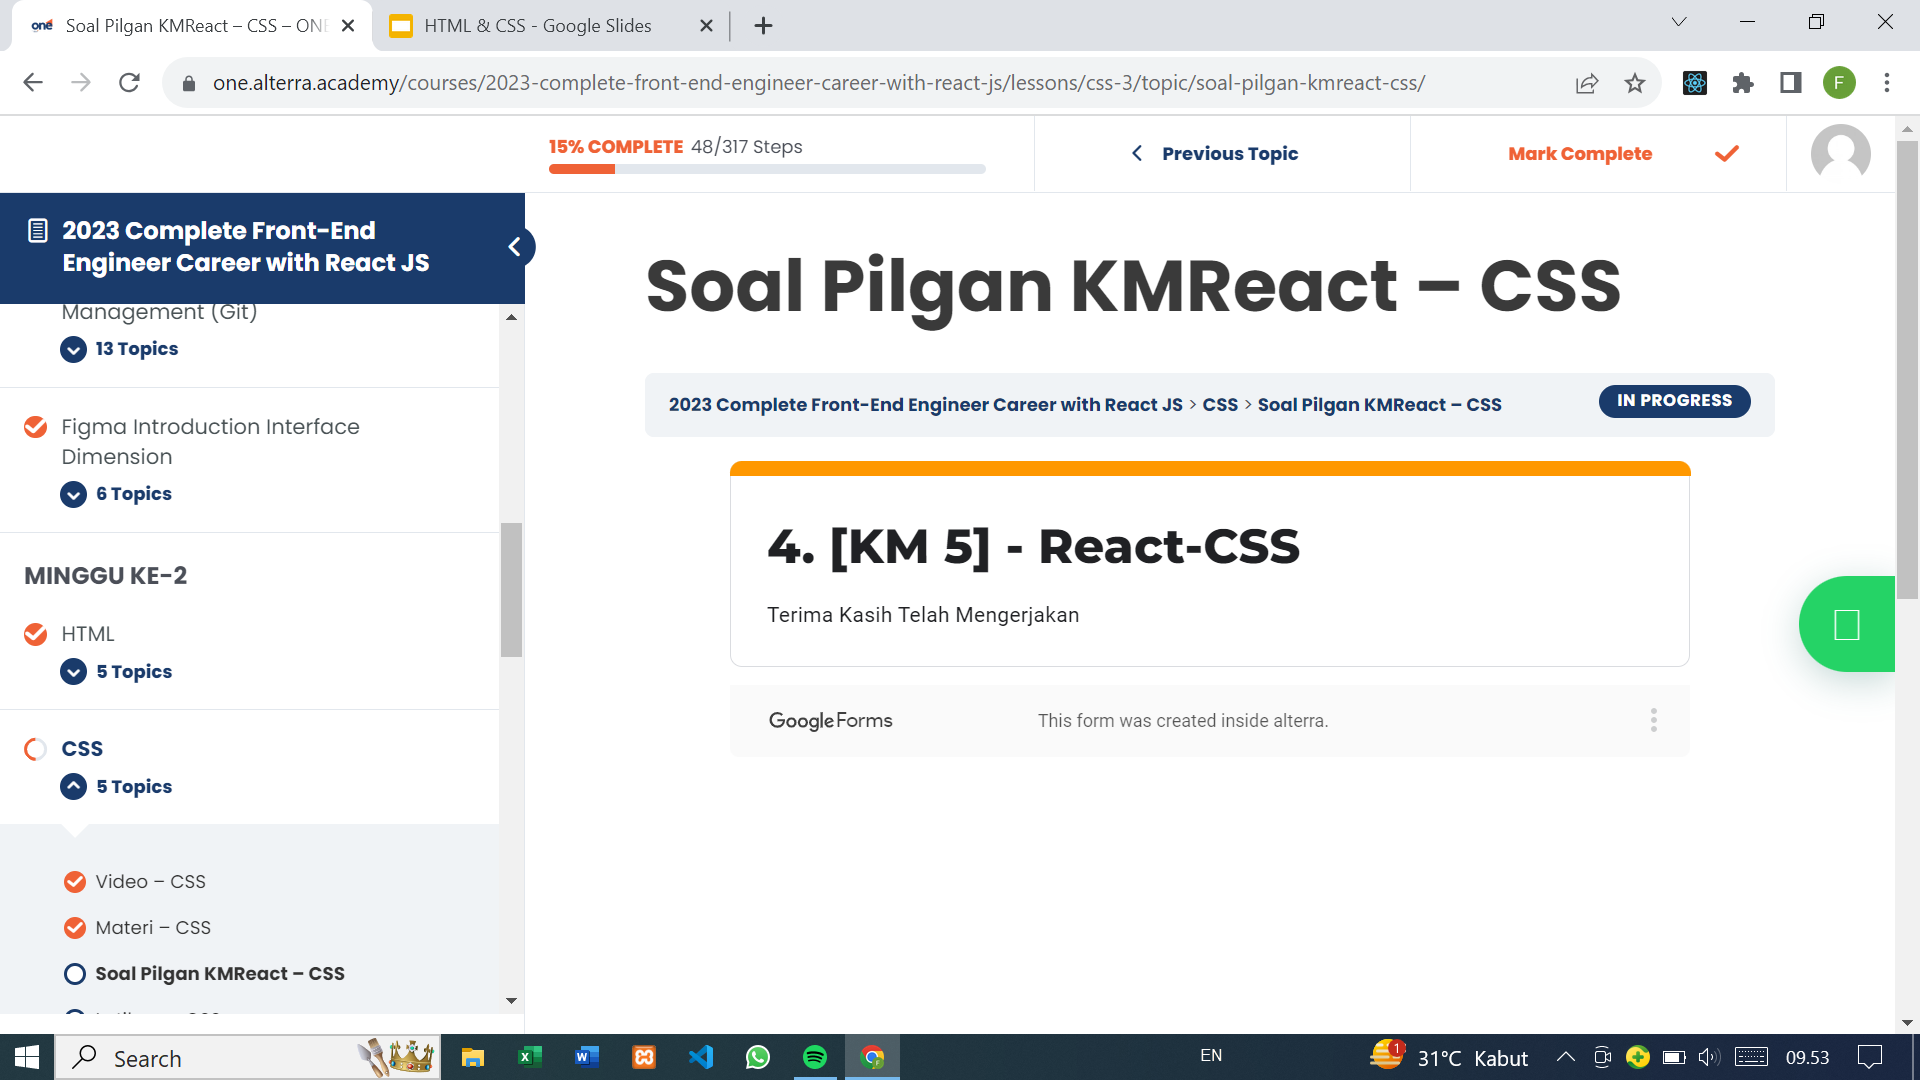 one Soal Pilgan KMReact – CSS – ONE
HTML & CSS - Google Slides
one.alterra.academy/courses/2023-complete-front-end-engineer-career-with-react-js/lessons/css-3/topic/soal-pilgan-kmreact-css/
F
15% COMPLETE 48/317 Steps
Previous Topic
Mark Complete
2023 Complete Front-End
Engineer Career with React JS
Management (Git)
13 Topics
Figma Introduction Interface
Dimension
6 Topics
MINGGU KE-2
HTML
5 Topics
CSS
5 Topics
Video – CSS
Materi – CSS
Soal Pilgan KMReact – CSS
Soal Pilgan KMReact – CSS
2023 Complete Front-End Engineer Career with React JS > CSS > Soal Pilgan KMReact – CSS
IN PROGRESS
4. [KM 5] - React-CSS
Terima Kasih Telah Mengerjakan
Google Forms
This form was created inside alterra.
Search
EN
1
31°C Kabut
09.53